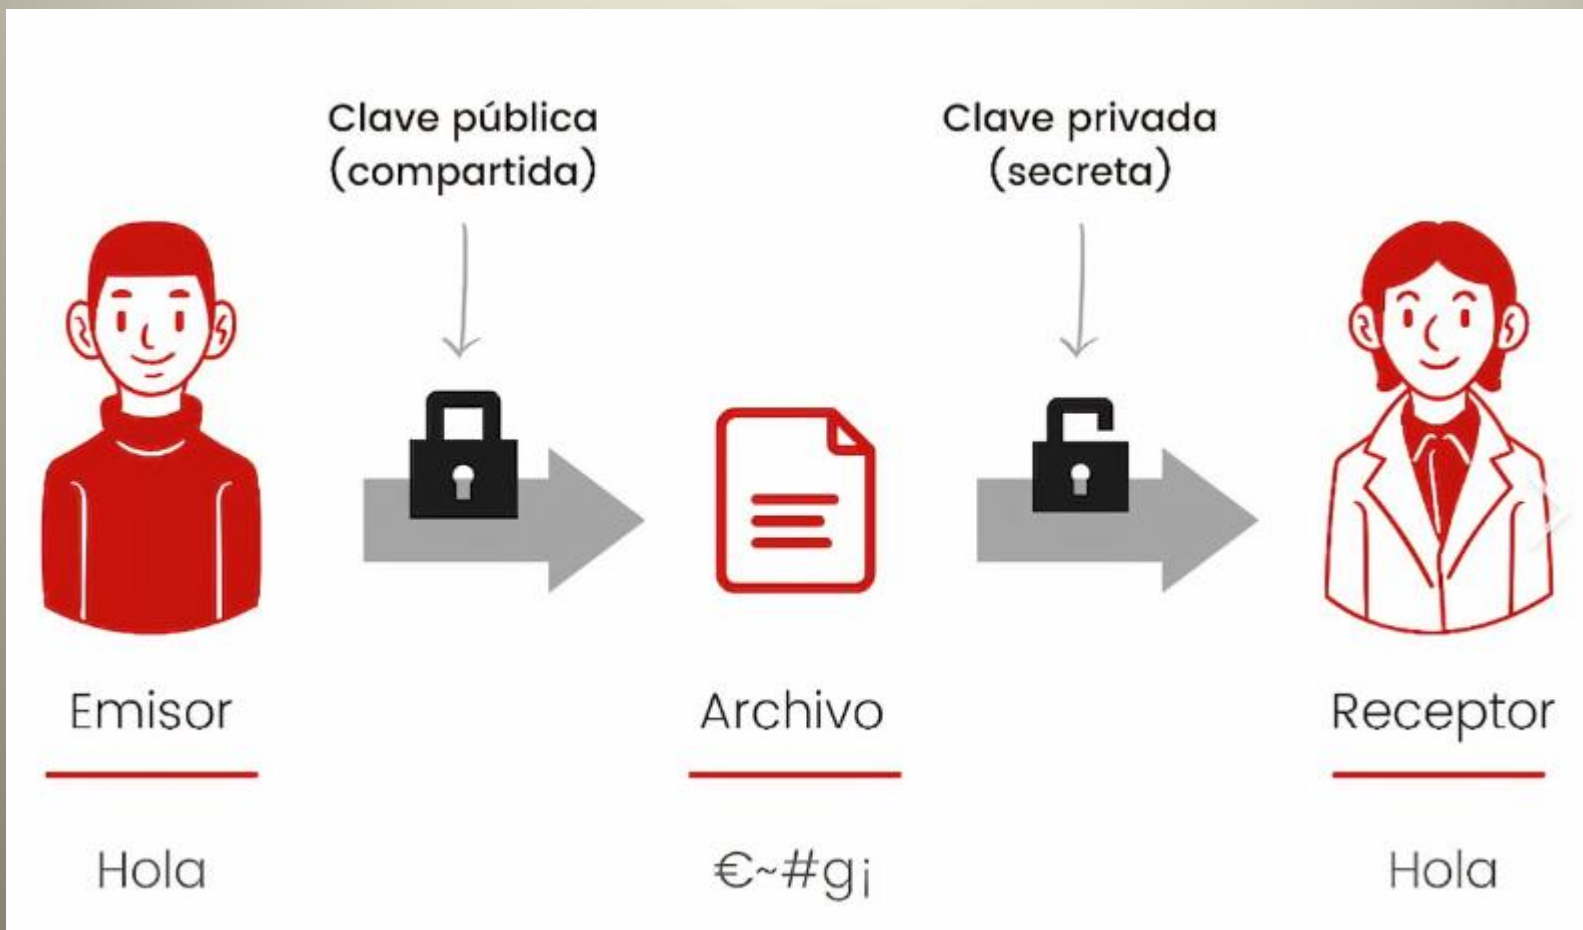 Clave pública
(compartida)
Clave privada
(secreta)
Emisor
Archivo
Receptor
Hola
€~#g¡
Hola